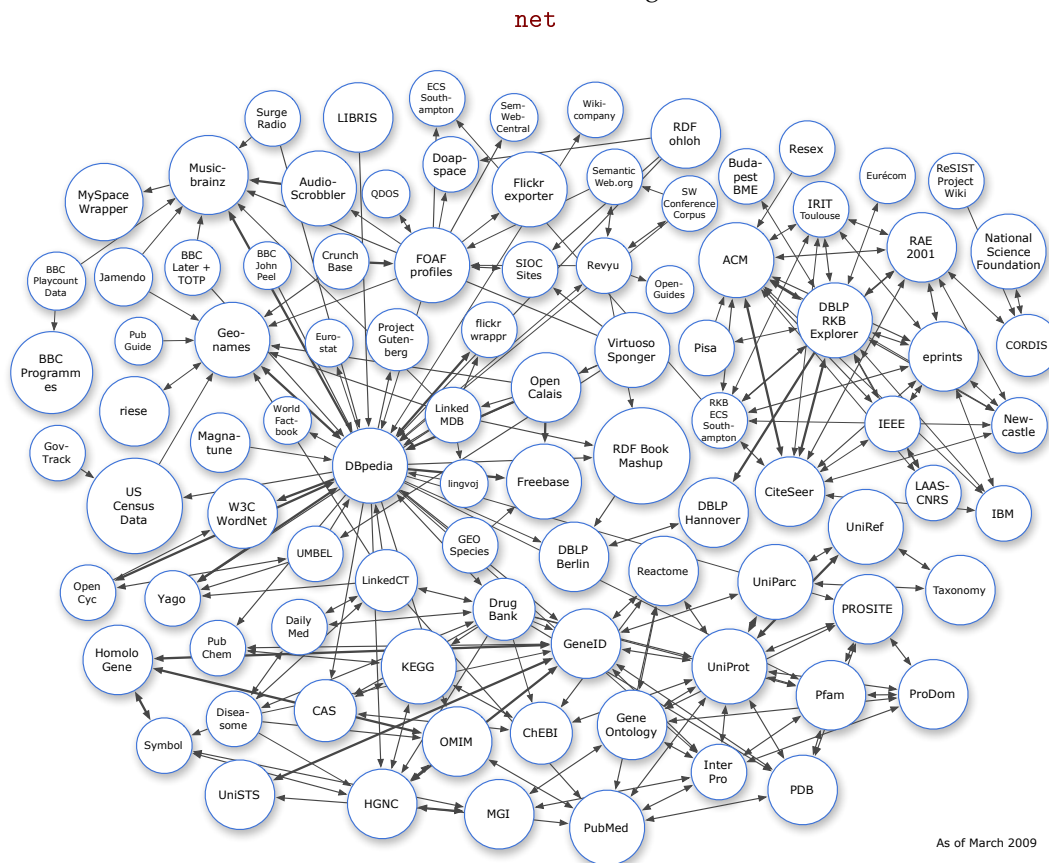 net
ECS
South-
ampton
Surge
Radio
LIBRIS
Sem-
Web-
Central
Wiki-
company
RDF
ohloh
Resex
Music-
brainz
Doap-
space
Buda-
pest
BME
Eurécom
ReSIST
Project
Wiki
MySpace
Wrapper
Audio-
Scrobbler
QDOS
Flickr
exporter
Semantic
Web.org
SW
Conference
Corpus
IRIT
Toulouse
BBC
Playcount
Data
Jamendo
BBC
Later +
TOTP
BBC
John
Peel
Crunch
Base
FOAF
profiles
SIOC
Sites
Revyu
Open-
Guides
ACM
RAE
2001
National
Science
Foundation
DBLP
RKB
Explorer
Pub
Guide
Geo-
names
Euro-
stat
Project
Guten-
berg
flickr
wrappr
Virtuoso
Sponger
Pisa
eprints
CORDIS
BBC
Programm
es
riese
World
Fact-
book
Linked
MDB
Open
Calais
RKB
ECS
South-
ampton
IEEE
New-
castle
Gov-
Track
Magna-
tune
DBpedia
RDF Book
Mashup
US
Census
Data
W3C
WordNet
lingvoj
Freebase
DBLP
Hannover
CiteSeer
LAAS-
CNRS
IBM
UMBEL
GEO
Species
DBLP
Berlin
UniRef
Open
Cyc
Yago
LinkedCT
Reactome
UniParc
Taxonomy
Daily
Med
Drug
Bank
PROSITE
Pub
Chem
Homolo
Gene
KEGG
GeneID
UniProt
Pfam
ProDom
Disea-
some
CAS
ChEBI
Gene
Ontology
Symbol
OMIM
Inter
Pro
UniSTS
HGNC
MGI
PubMed
PDB
As of March 2009